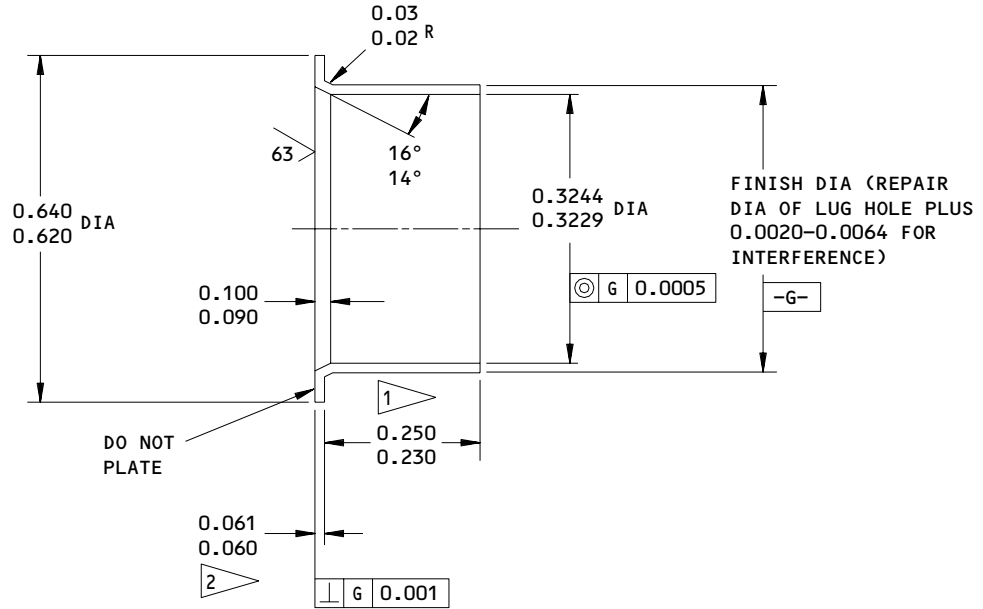 0.03
0.02 R
63
16°
14°
0.640
0.620 DIA
0.3244
0.3229 DIA
FINISH DIA (REPAIR
DIA OF LUG HOLE PLUS
0.0020-0.0064 FOR
INTERFERENCE)
◎ G 0.0005
-G-
0.100
0.090
1
DO NOT
PLATE
0.250
0.230
0.061
0.060
2
⊥ G 0.001